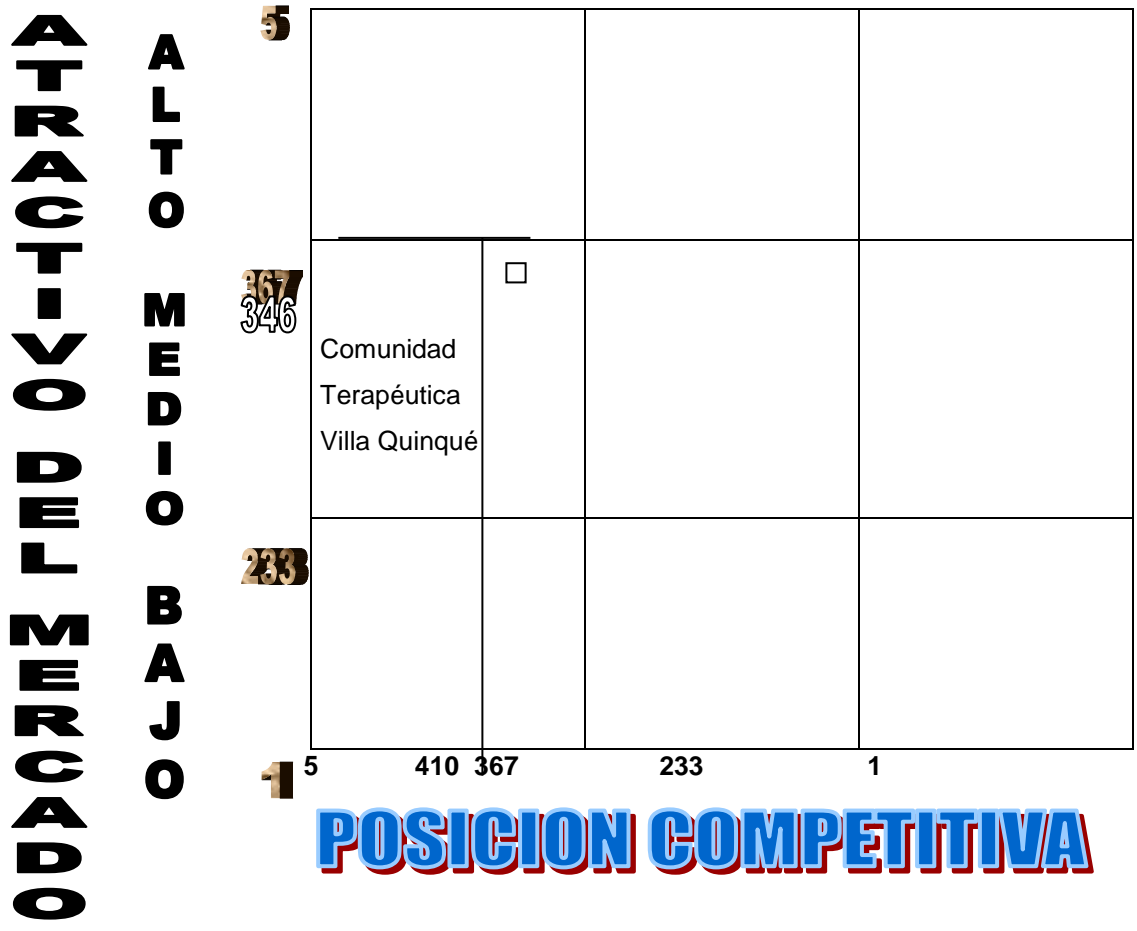 ATRACTIVO DEL MERCADO
ALTO MEDIO BAJO
5
367
346
233
1
Comunidad
Terapéutica
Villa Quinqué
5 410 367 233 1
POSICION COMPETITIVA